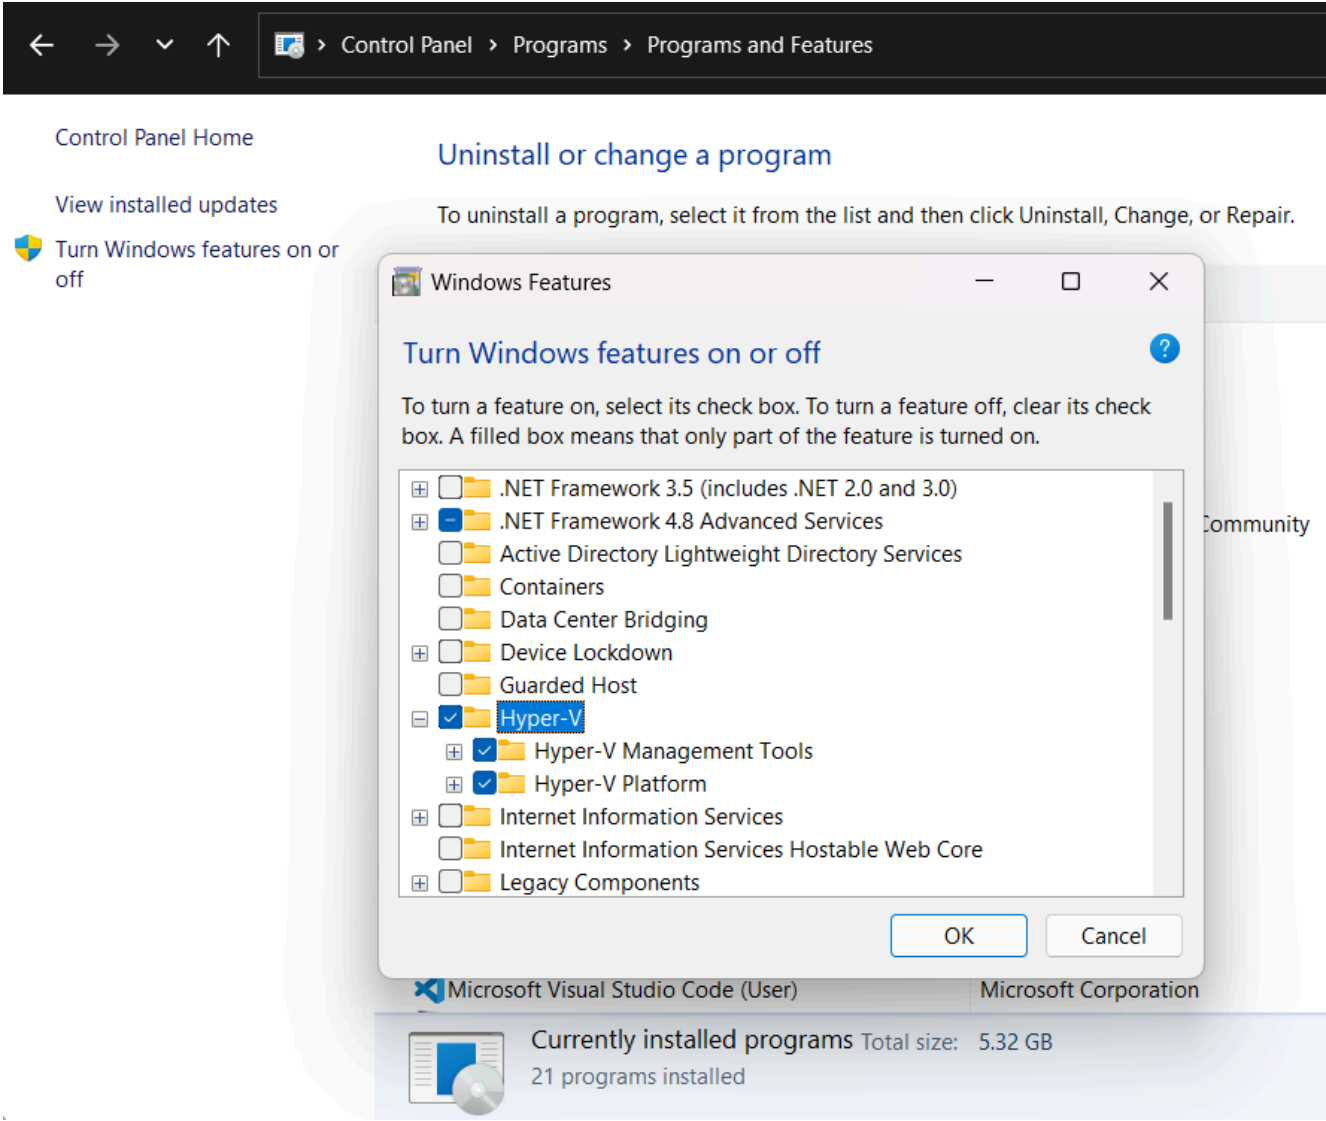 Control Panel > Programs > Programs and Features
Control Panel Home
View installed updates
Turn Windows features on or
off
Uninstall or change a program
To uninstall a program, select it from the list and then click Uninstall, Change, or Repair.
Windows Features
Turn Windows features on or off
?
To turn a feature on, select its check box. To turn a feature off, clear its check
box. A filled box means that only part of the feature is turned on.
.NET Framework 3.5 (includes .NET 2.0 and 3.0)
.NET Framework 4.8 Advanced Services
Active Directory Lightweight Directory Services
Containers
Data Center Bridging
Device Lockdown
Guarded Host
Hyper-V
Hyper-V Management Tools
Hyper-V Platform
Internet Information Services
Internet Information Services Hostable Web Core
Legacy Components
OK Cancel
Community
Microsoft Visual Studio Code (User) Microsoft Corporation
Currently installed programs Total size: 5.32 GB
21 programs installed